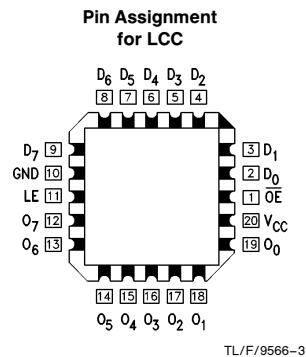 Pin Assignment
for LCC
D6 D5 D4 D3 D2
8 7 6 5 4
D7 9
GND 10
LE 11
O7 12
O6 13
3 D1
2 D0
1 O̅E̅
20 VCC
19 O0
14 15 16 17 18
O5 O4 O3 O2 O1
TL/F/9566–3